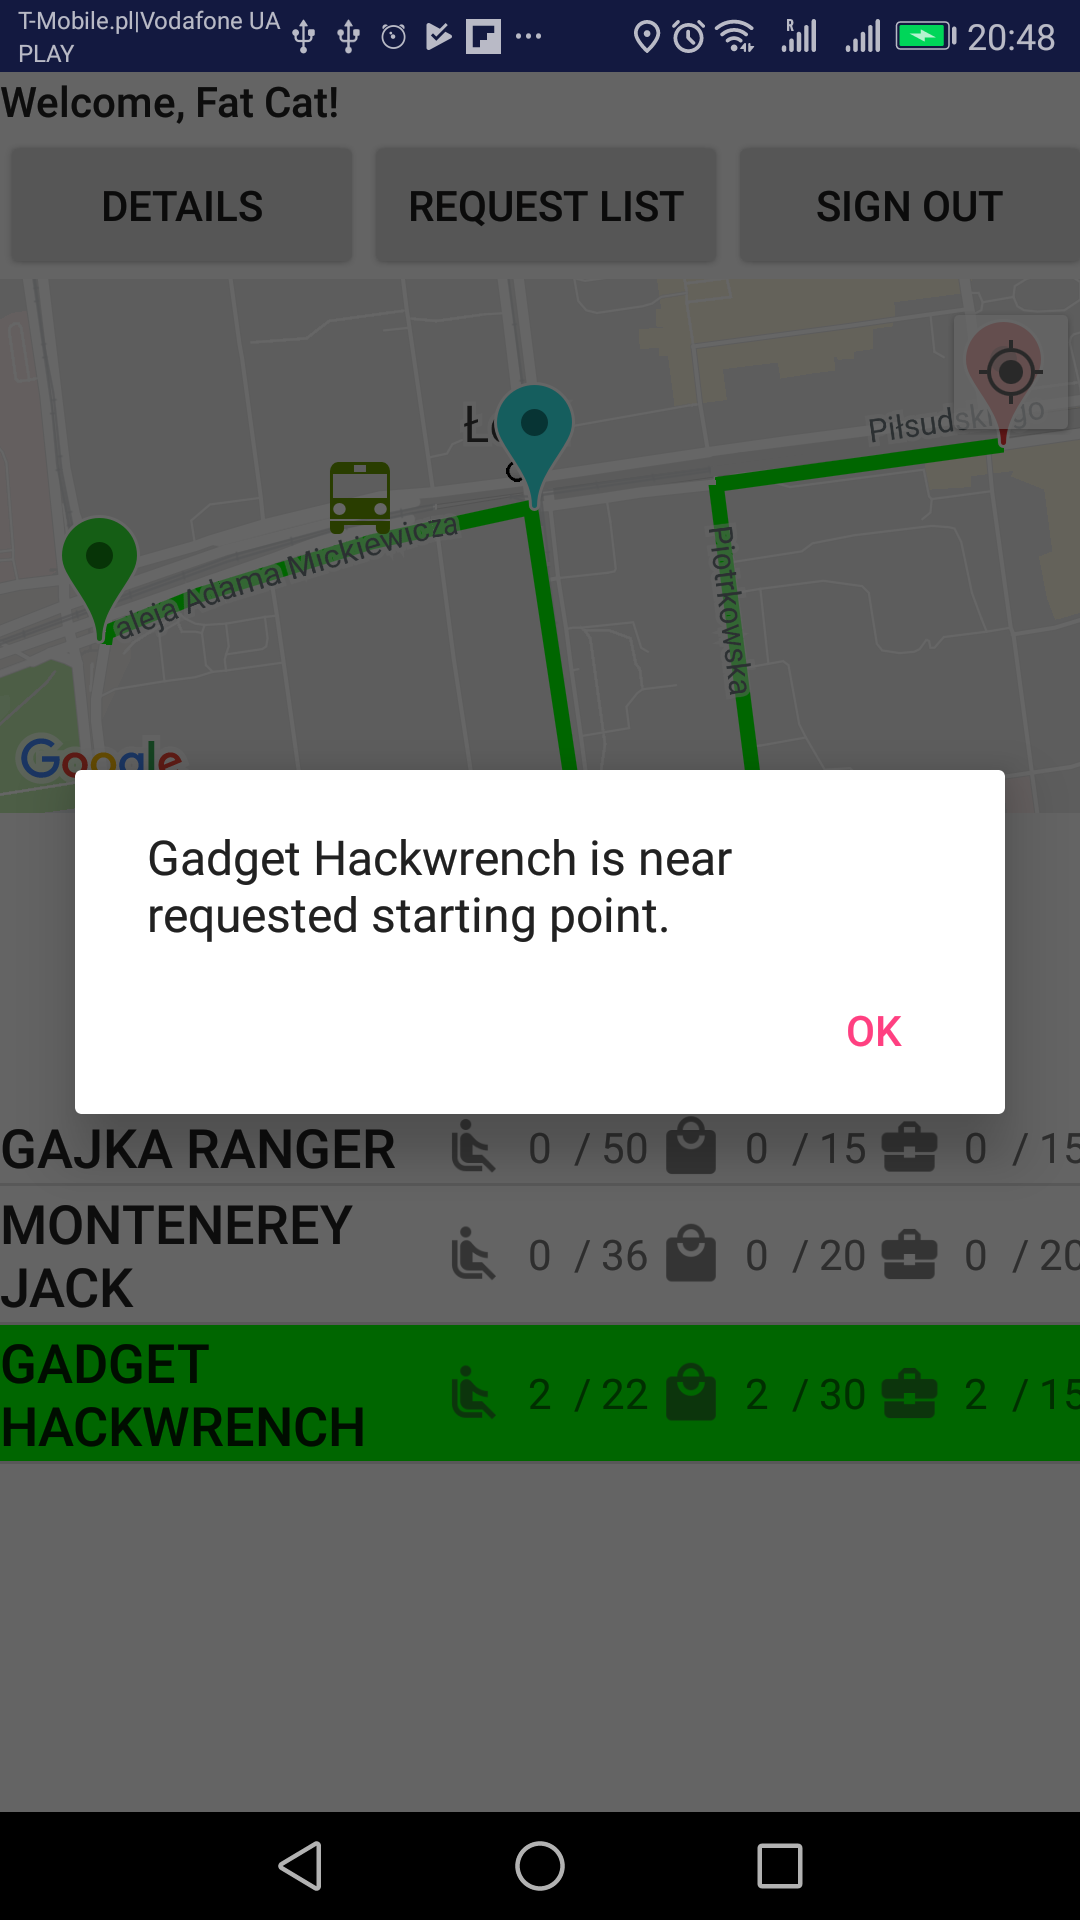 T-Mobile.pl|Vodafone UA
PLAY
R
20:48
Welcome, Fat Cat!
DETAILS
REQUEST LIST
SIGN OUT
Piłsudskiego
aleja Adama Mickiewicza
Piotrkowska
Google
Gadget Hackwrench is near
requested starting point.
OK
GAJKA RANGER 0 / 50 0 / 15 0 / 15
MONTENEREY
JACK
0 / 36 0 / 20 0 / 20
GADGET
HACKWRENCH
2 / 22 2 / 30 2 / 15